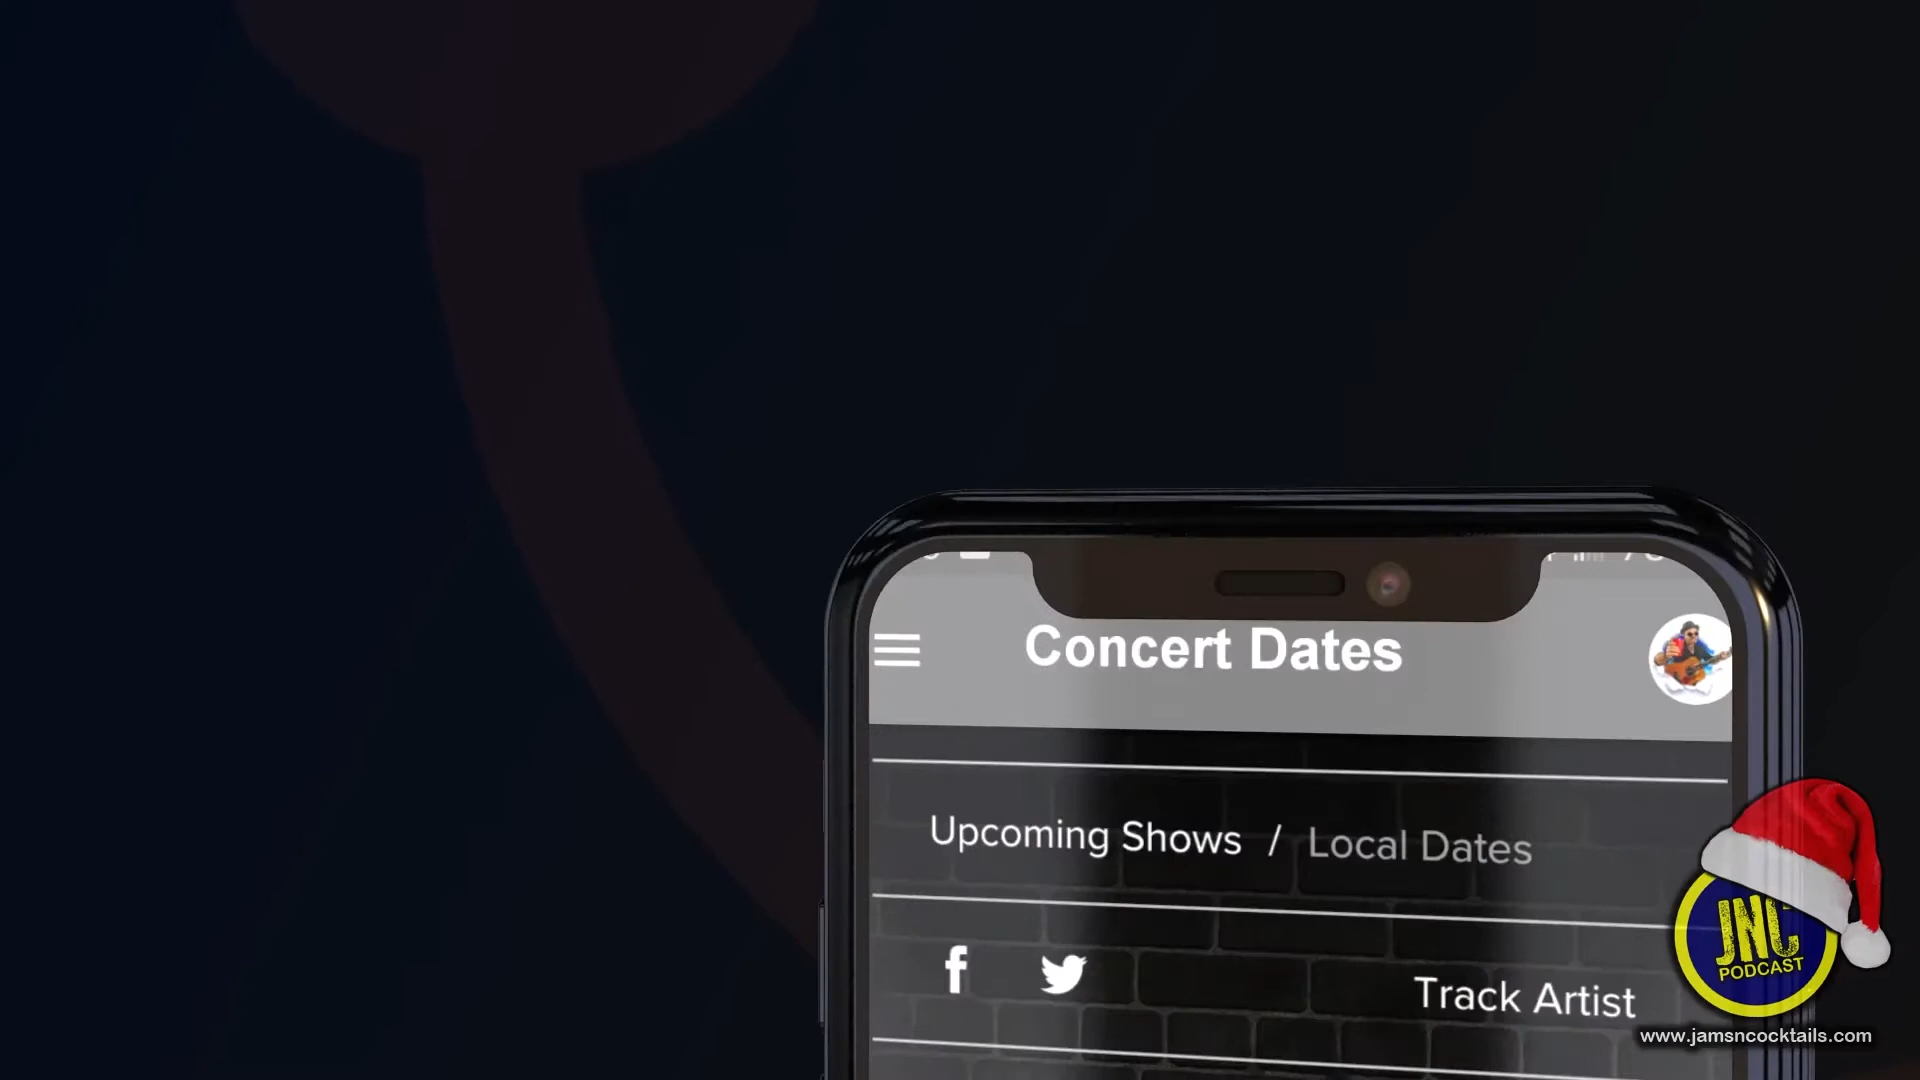 Concert Dates
Upcoming Shows / Local Dates
f
Track Artist
JNC
PODCAST
www.jamsncocktails.com